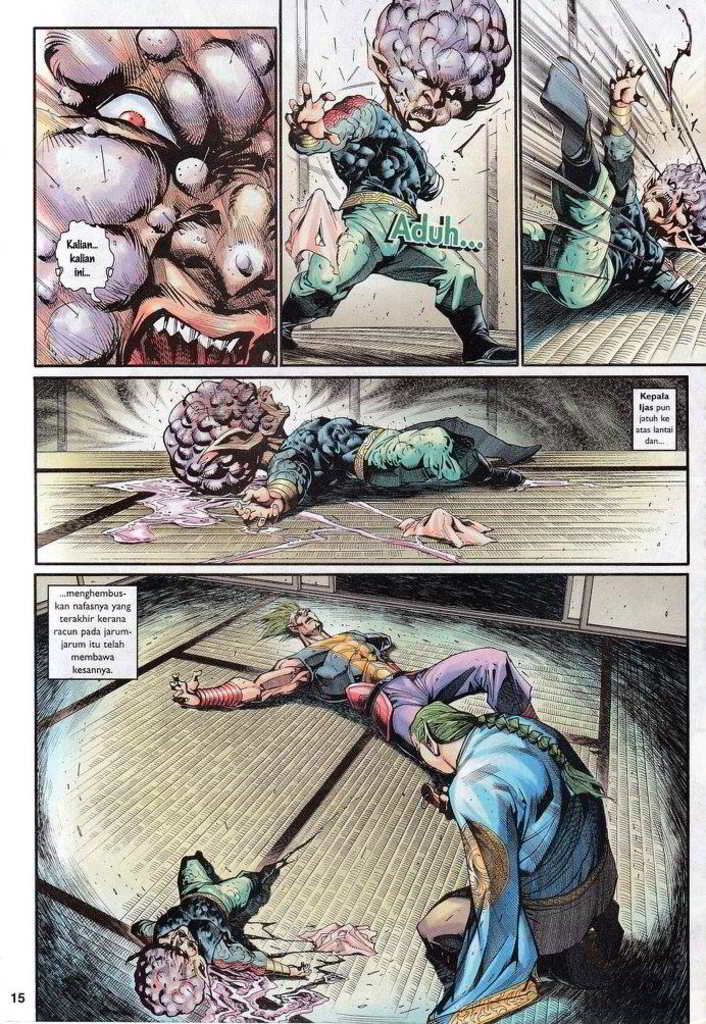 Kalian...
kalian
ini...
Aduh...
Kepala
Ijas pun
jatuh ke
atas lantai
dan...
...menghembus-
kan nafasnya yang
terakhir kerana
racun pada jarum-
jarum itu telah
membawa
kesannya.
15